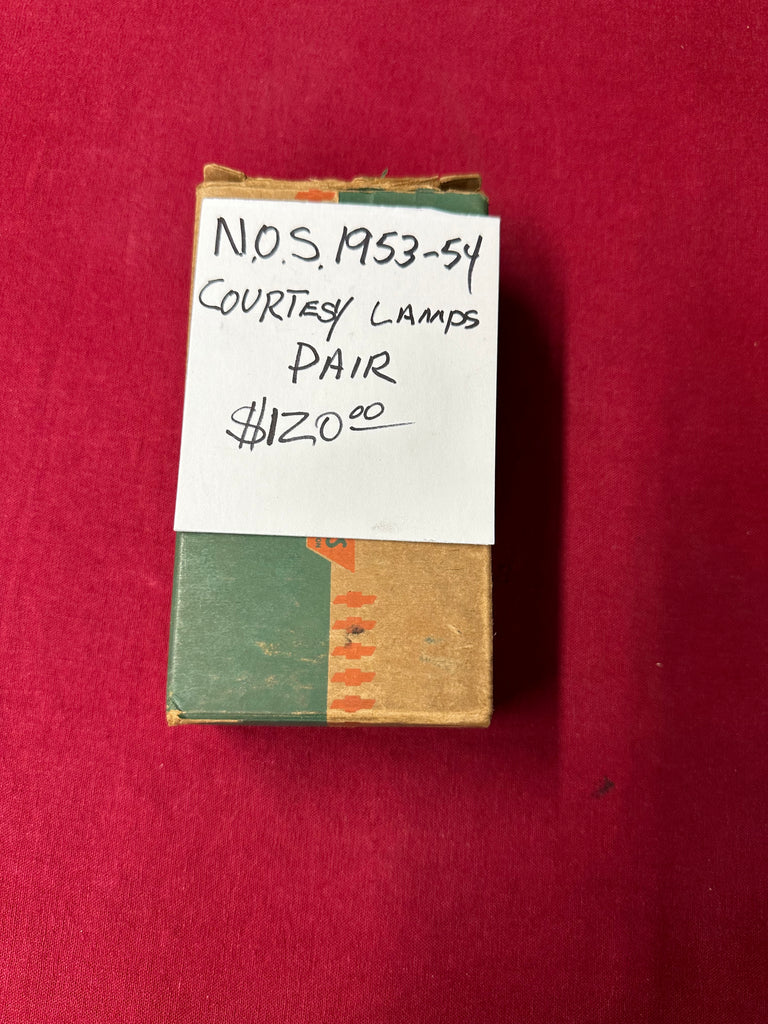 N.O.S. 1953-54
COURTESY LAMPS
PAIR
$120.00